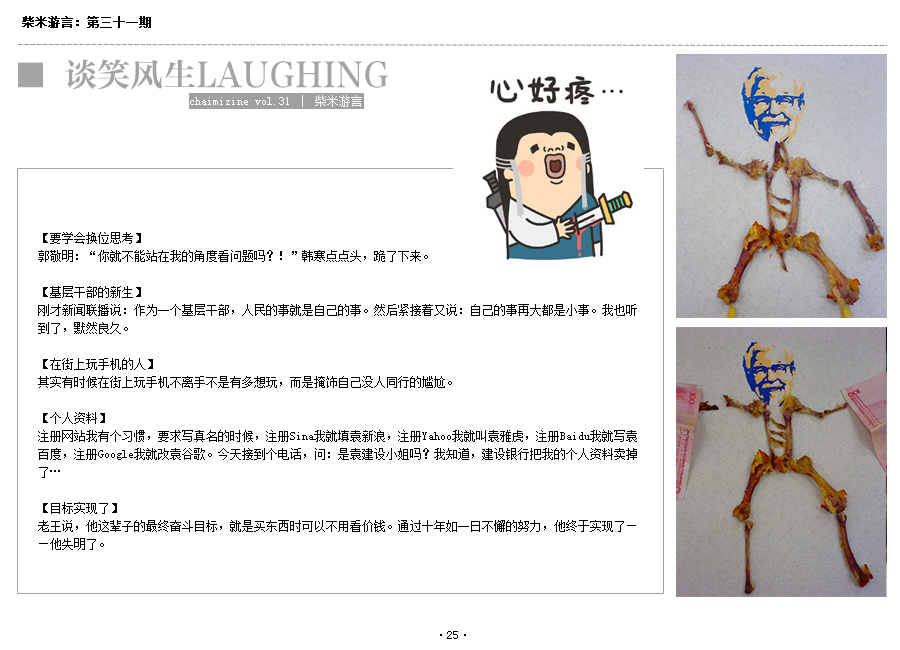 柴米游言：第三十一期
谈笑风生LAUGHING
chaimizine vol.31 | 柴米游言
心好疼…
【要学会换位思考】
郭敬明：“你就不能站在我的角度看问题吗？！”韩寒点点头，跪了下来。
【基层干部的新生】
刚才新闻联播说：作为一个基层干部，人民的事就是自己的事。然后紧接着又说：自己的事再大都是小事。我也听
到了，默然良久。
【在街上玩手机的人】
其实有时候在街上玩手机不离手不是有多想玩，而是掩饰自己没人同行的尴尬。
【个人资料】
注册网站我有个习惯，要求写真名的时候，注册Sina我就填袁新浪，注册Yahoo我就叫袁雅虎，注册Baidu我就写袁
百度，注册Google我就改袁谷歌。今天接到个电话，问：是袁建设小姐吗？我知道，建设银行把我的个人资料卖掉
了…
【目标实现了】
老王说，他这辈子的最终奋斗目标，就是买东西时可以不用看价钱。通过十年如一日不懈的努力，他终于实现了—
—他失明了。
·25·